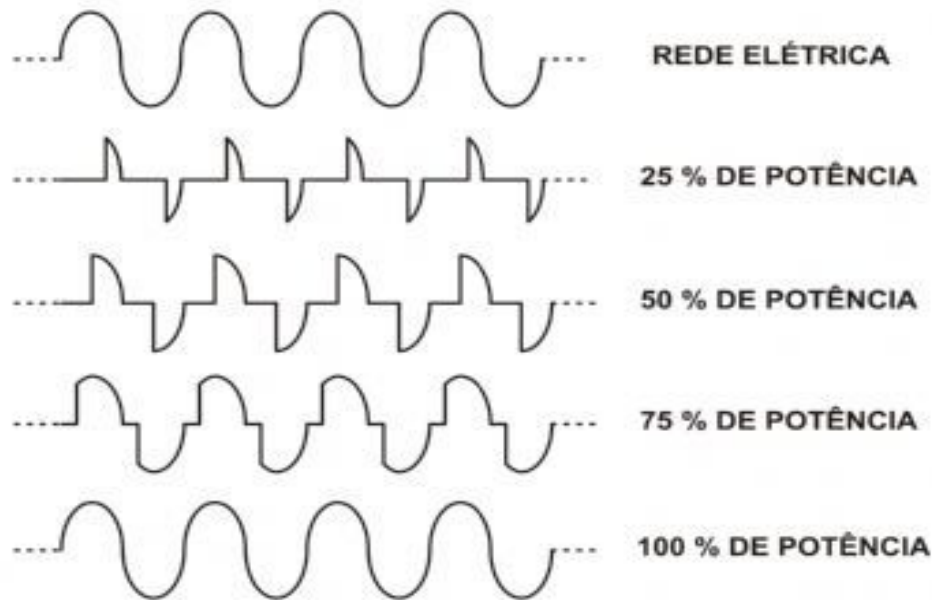 REDE ELÉTRICA
25 % DE POTÊNCIA
50 % DE POTÊNCIA
75 % DE POTÊNCIA
100 % DE POTÊNCIA